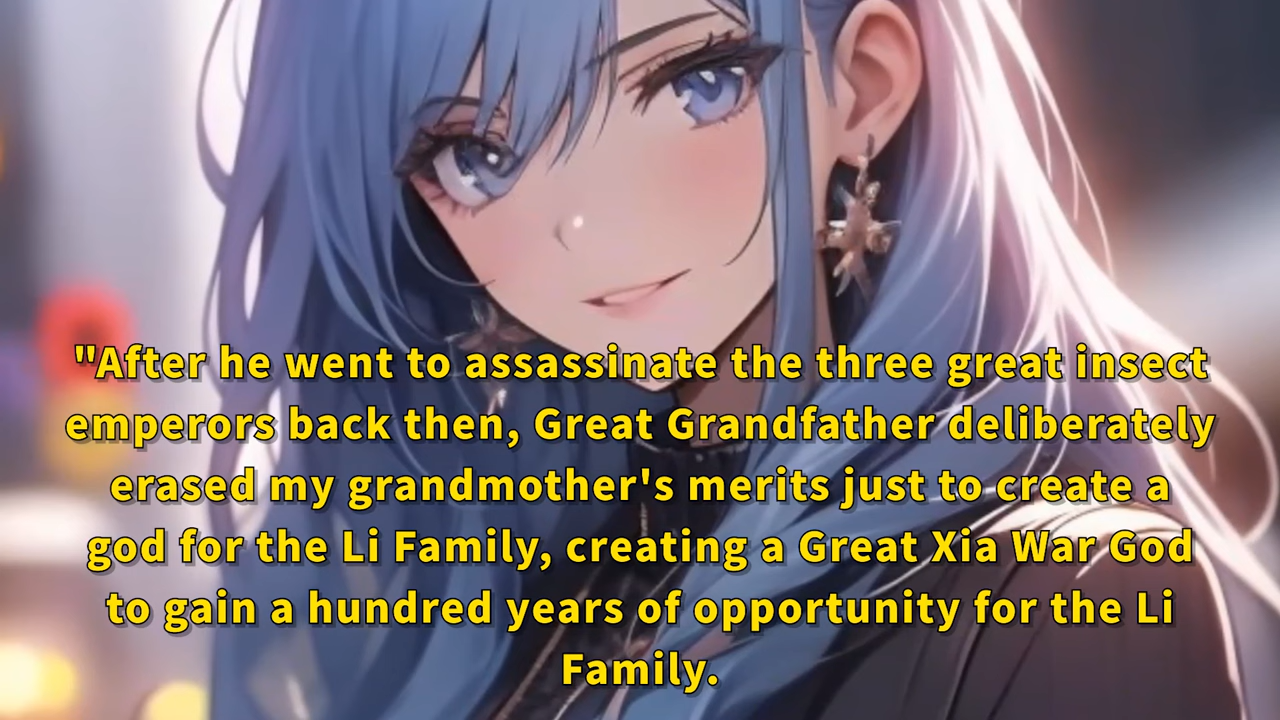 "After he went to assassinate the three great insect
emperors back then, Great Grandfather deliberately
erased my grandmother's merits just to create a
god for the Li Family, creating a Great Xia War God
to gain a hundred years of opportunity for the Li
Family.